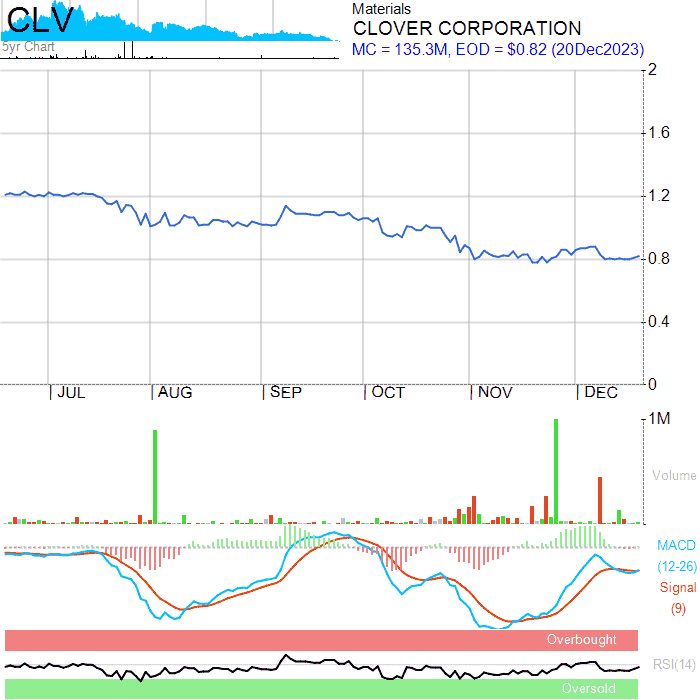 CLV
5yr Chart
Materials
CLOVER CORPORATION
MC = 135.3M, EOD = $0.82 (20Dec2023)
2
1.6
1.2
0.8
0.4
0
JUL AUG SEP OCT NOV DEC
1M
Volume
MACD
(12-26)
Signal
(9)
Overbought
RSI(14)
Oversold